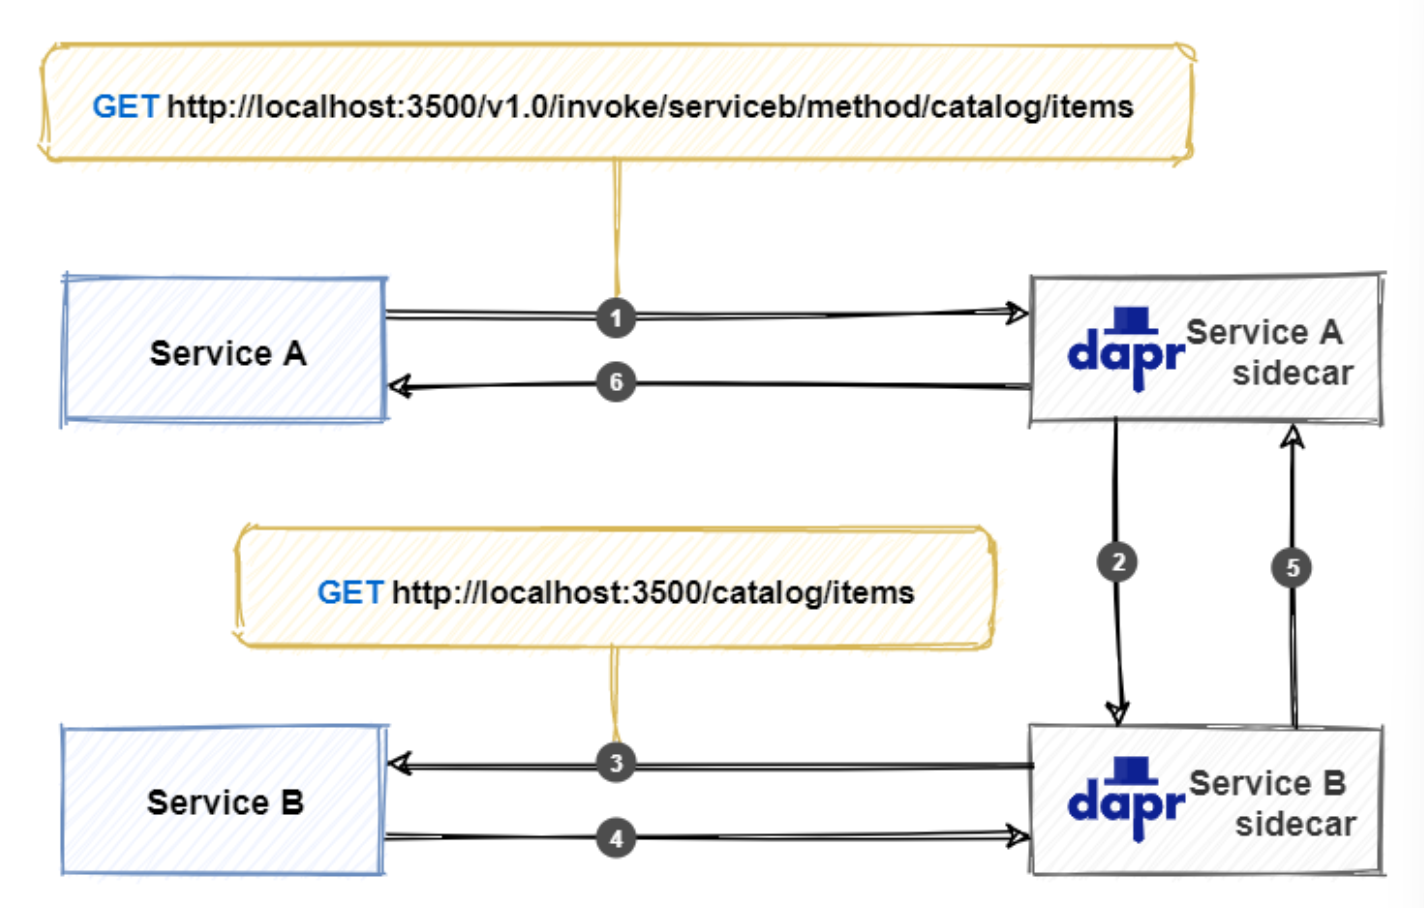 GET http://localhost:3500/v1.0/invoke/serviceb/method/catalog/items
Service A
1
6
dapr
Service A
sidecar
2
5
GET http://localhost:3500/catalog/items
Service B
3
4
dapr
Service B
sidecar